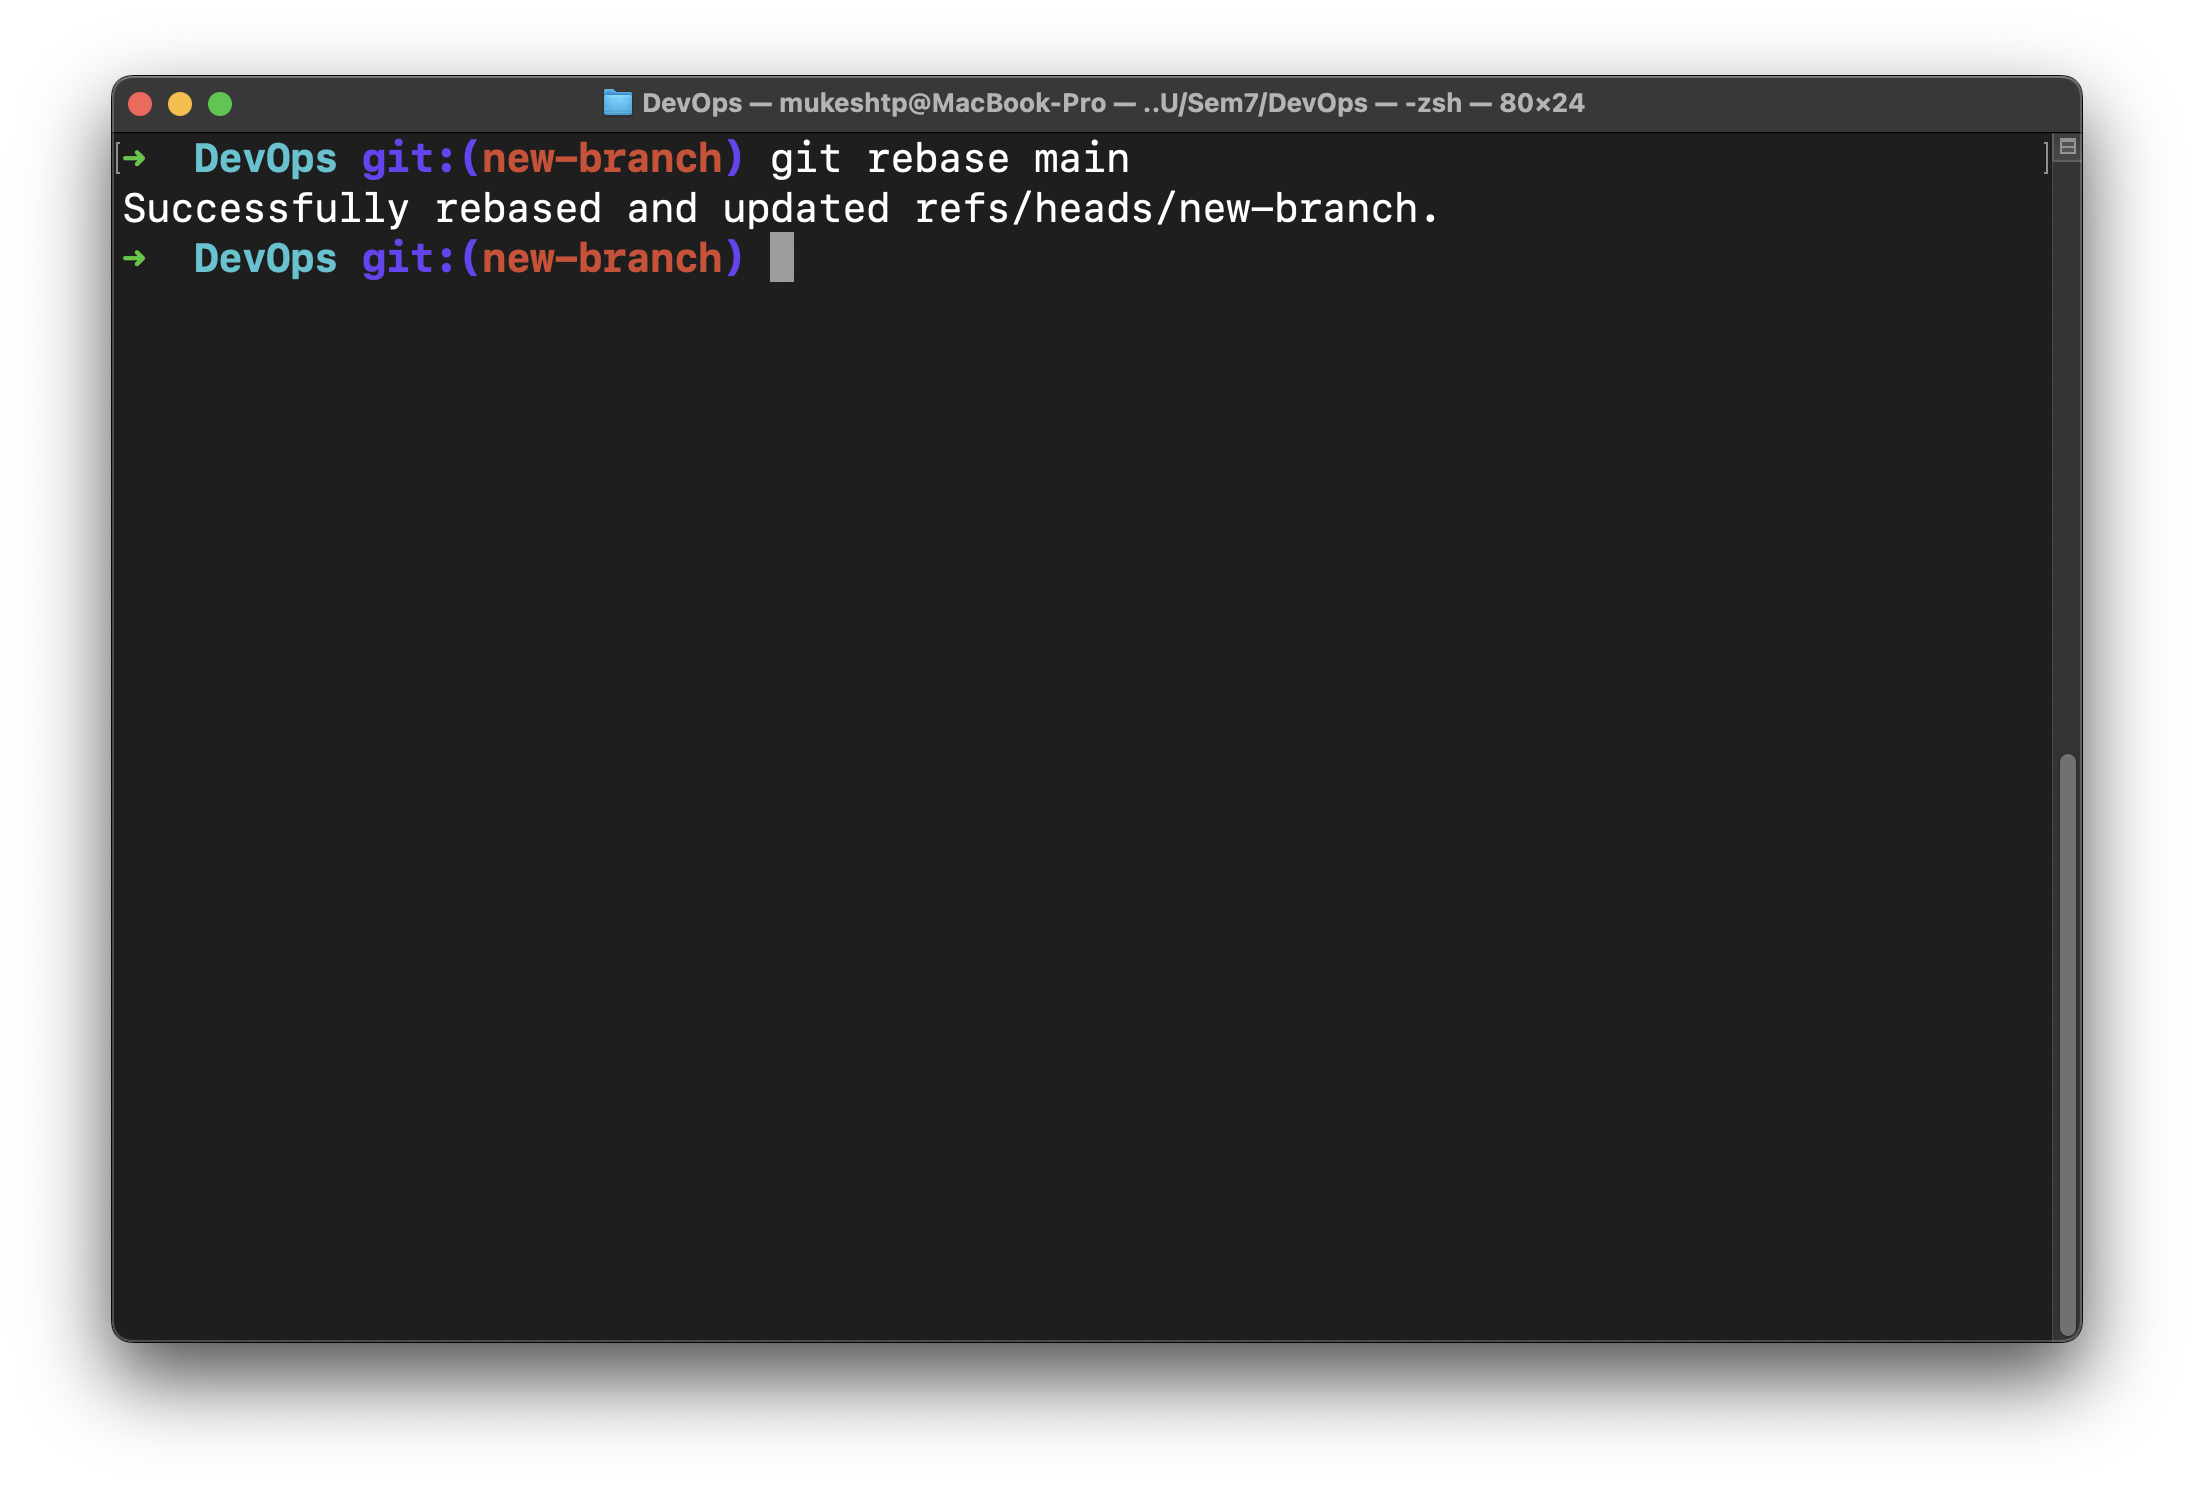 DevOps — mukeshtp@MacBook-Pro — ..U/Sem7/DevOps — -zsh — 80×24
[➜  DevOps git:(new-branch) git rebase main ]
Successfully rebased and updated refs/heads/new-branch.
➜  DevOps git:(new-branch)